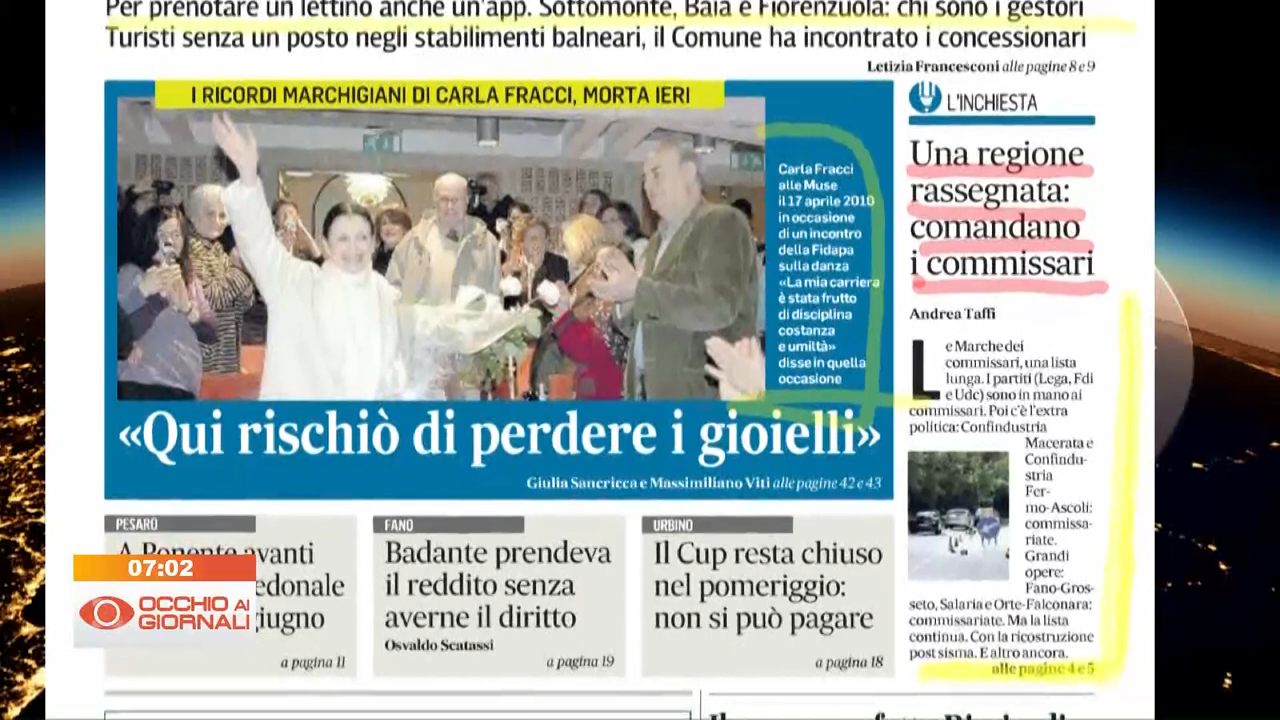 Per prenotare un lettino anche un'app. Sottomonte, Baia e Fiorenzuola: chi sono i gestori
Turisti senza un posto negli stabilimenti balneari, il Comune ha incontrato i concessionari
Letizia Francesconi alle pagine 8 e 9
I RICORDI MARCHIGIANI DI CARLA FRACCI, MORTA IERI
Carla Fracci
alle Muse
il 17 aprile 2010
in occasione
di un incontro
della Fidapa
sulla danza
«La mia carriera
è stata frutto
di disciplina
costanza
e umiltà»
disse in quella
occasione
«Qui rischiò di perdere i gioielli»
Giulia Sancricca e Massimiliano Viti alle pagine 42 e 43
L'INCHIESTA
Una regione
rassegnata:
comandano
i commissari
Andrea Taffi
Le Marche dei
commissari, una lista
lunga. I partiti (Lega, Fdi
e Udc) sono in mano ai
commissari. Poi c'è l'extra
politica: Confindustria
Macerata e
Confindu-
stria
Fer-
mo-Ascoli:
commissa-
riate.
Grandi
opere:
Fano-Gros-
seto, Salaria e Orte-Falconara:
commissariate. Ma la lista
continua. Con la ricostruzione
post sisma. E altro ancora.
alle pagine 4 e 5
PESARO
A Ponente avanti
edonale
giugno
a pagina 11
FANO
Badante prendeva
il reddito senza
averne il diritto
Osvaldo Scatassi
a pagina 19
URBINO
Il Cup resta chiuso
nel pomeriggio:
non si può pagare
a pagina 18
07:02
OCCHIO AI
GIORNALI